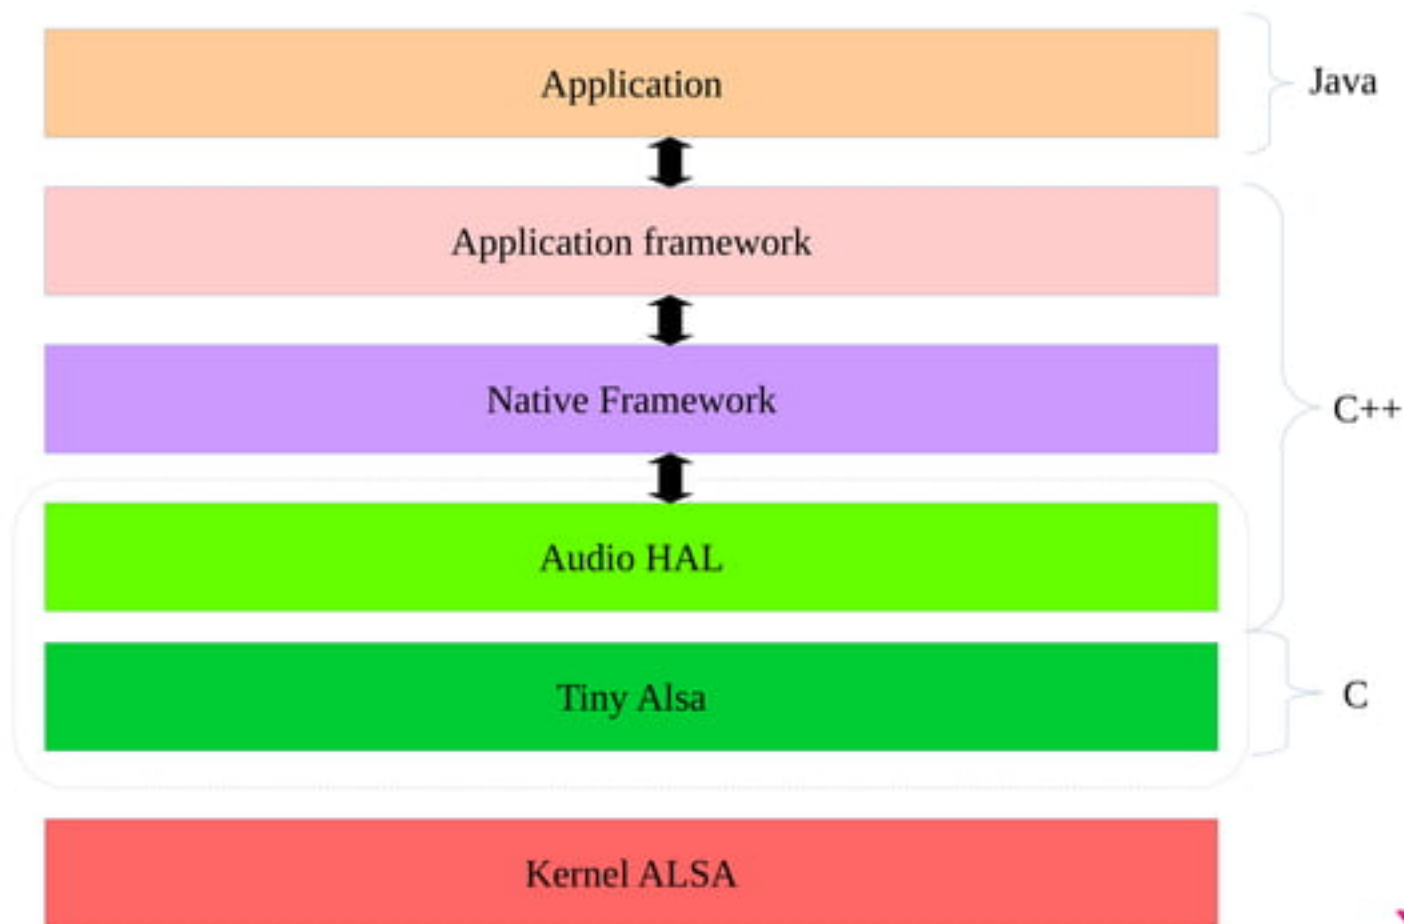 Application
Java
Application framework
Native Framework
C++
Audio HAL
Tiny Alsa
C
Kernel ALSA